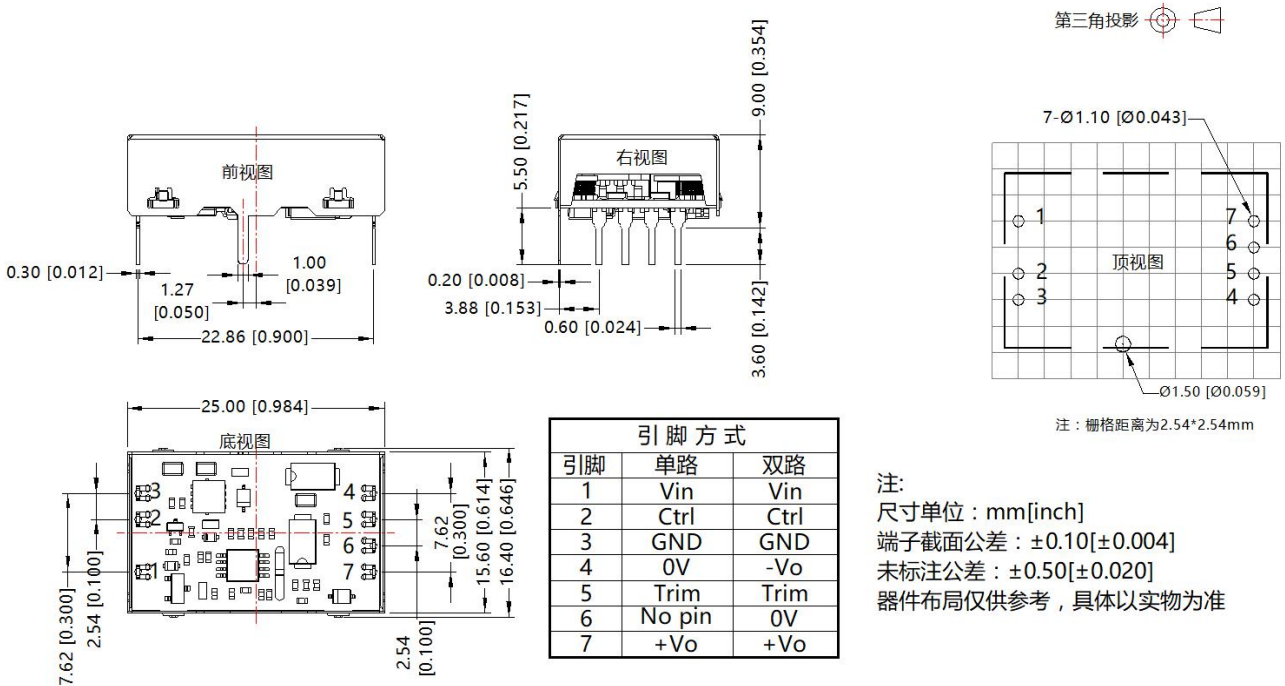 第三角投影
前视图
0.30 [0.012]
1.27
[0.050]
1.00
[0.039]
22.86 [0.900]
右视图
5.50 [0.217]
9.00 [0.354]
0.20 [0.008]
3.88 [0.153]
0.60 [0.024]
3.60 [0.142]
7-Ø1.10 [Ø0.043]
1
7
6
顶视图
2
5
3
4
Ø1.50 [Ø0.059]
注：栅格距离为2.54*2.54mm
25.00 [0.984]
底视图
3
4
2
5
6
1
7
7.62 [0.300]
2.54 [0.100]
7.62
[0.300]
15.60 [0.614]
16.40 [0.646]
2.54
[0.100]
引脚方式
引脚 单路 双路
1 Vin Vin
2 Ctrl Ctrl
3 GND GND
4 0V -Vo
5 Trim Trim
6 No pin 0V
7 +Vo +Vo
注:
尺寸单位：mm[inch]
端子截面公差：±0.10[±0.004]
未标注公差：±0.50[±0.020]
器件布局仅供参考，具体以实物为准